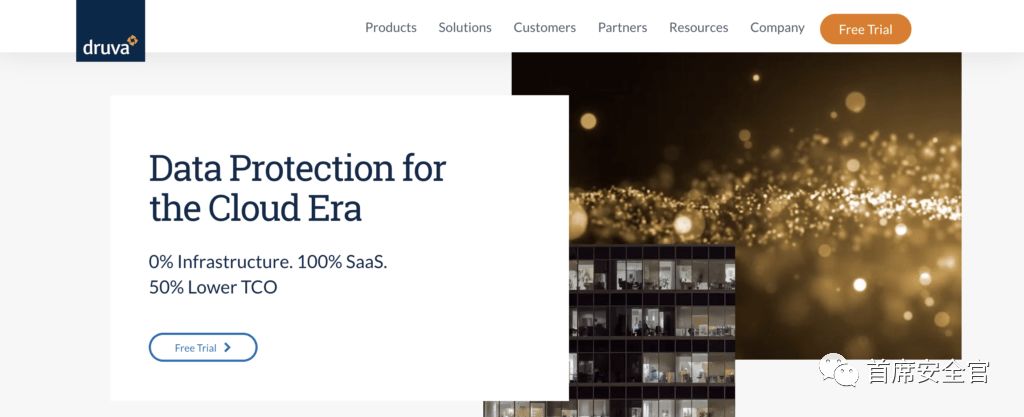 druva
Products Solutions Customers Partners Resources Company Free Trial
Data Protection for
the Cloud Era
0% Infrastructure. 100% SaaS.
50% Lower TCO
Free Trial
首席安全官